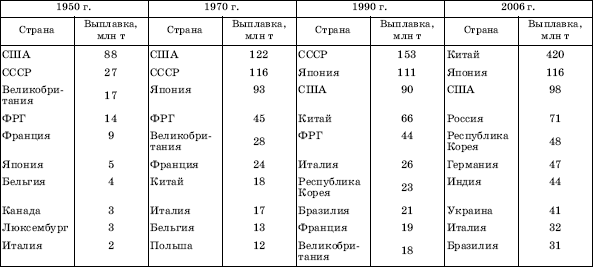 1950 г. 1970 г. 1990 г. 2006 г.
Страна Выплавка, млн т Страна Выплавка, млн т Страна Выплавка, млн т Страна Выплавка, млн т
США 88 США 122 СССР 153 Китай 420
СССР 27 СССР 116 Япония 111 Япония 116
Великобри-тания 17 Япония 93 США 90 США 98
ФРГ 14 ФРГ 45 Китай 66 Россия 71
Франция 9 Великобри-тания 28 ФРГ 44 Республика Корея 48
Япония 5 Франция 24 Италия 26 Германия 47
Бельгия 4 Китай 18 Республика Корея 23 Индия 44
Канада 3 Италия 17 Бразилия 21 Украина 41
Люксембург 3 Бельгия 13 Франция 19 Италия 32
Италия 2 Польша 12 Великобри-тания 18 Бразилия 31